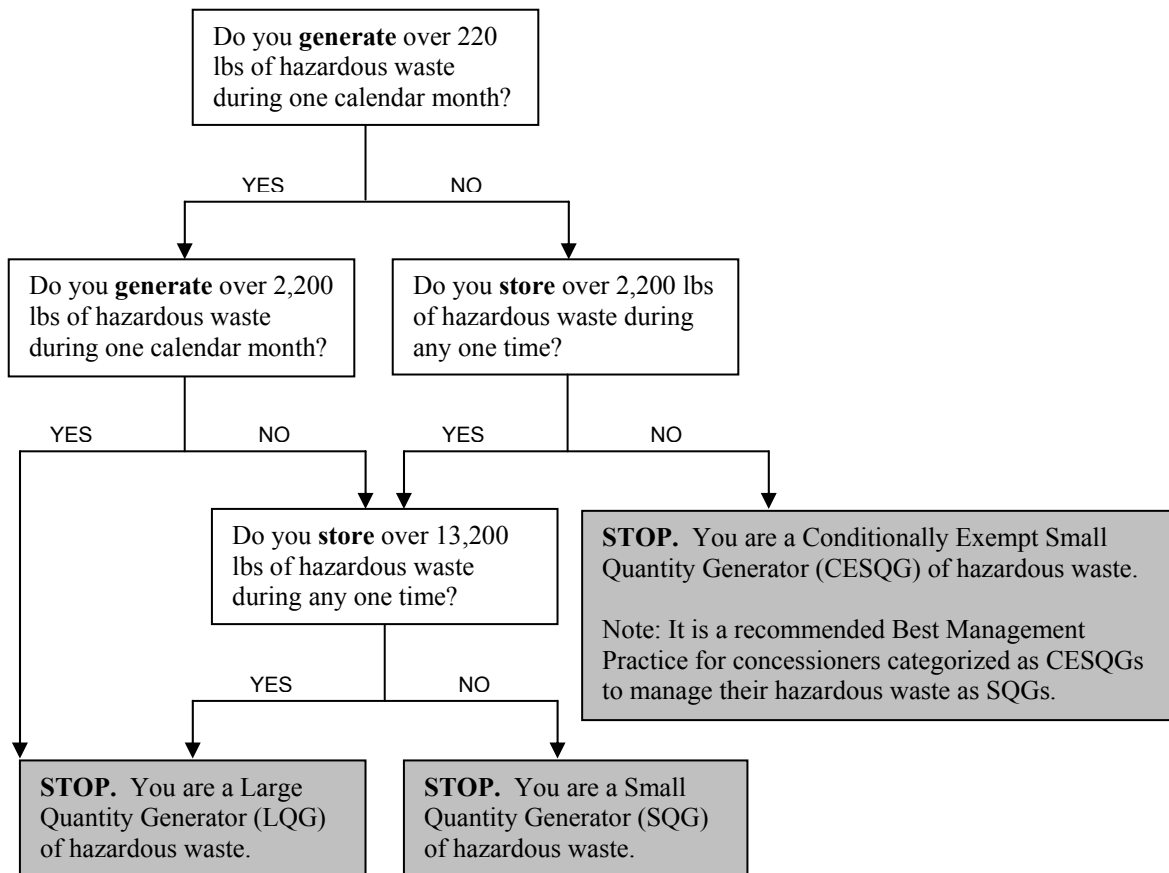 Do you generate over 220
lbs of hazardous waste
during one calendar month?
YES
NO
Do you generate over 2,200
lbs of hazardous waste
during one calendar month?
Do you store over 2,200 lbs
of hazardous waste during
any one time?
YES
NO
YES
NO
Do you store over 13,200
lbs of hazardous waste
during any one time?
STOP. You are a Conditionally Exempt Small
Quantity Generator (CESQG) of hazardous waste.
Note: It is a recommended Best Management
Practice for concessioners categorized as CESQGs
to manage their hazardous waste as SQGs.
YES
NO
STOP. You are a Large
Quantity Generator (LQG)
of hazardous waste.
STOP. You are a Small
Quantity Generator (SQG)
of hazardous waste.